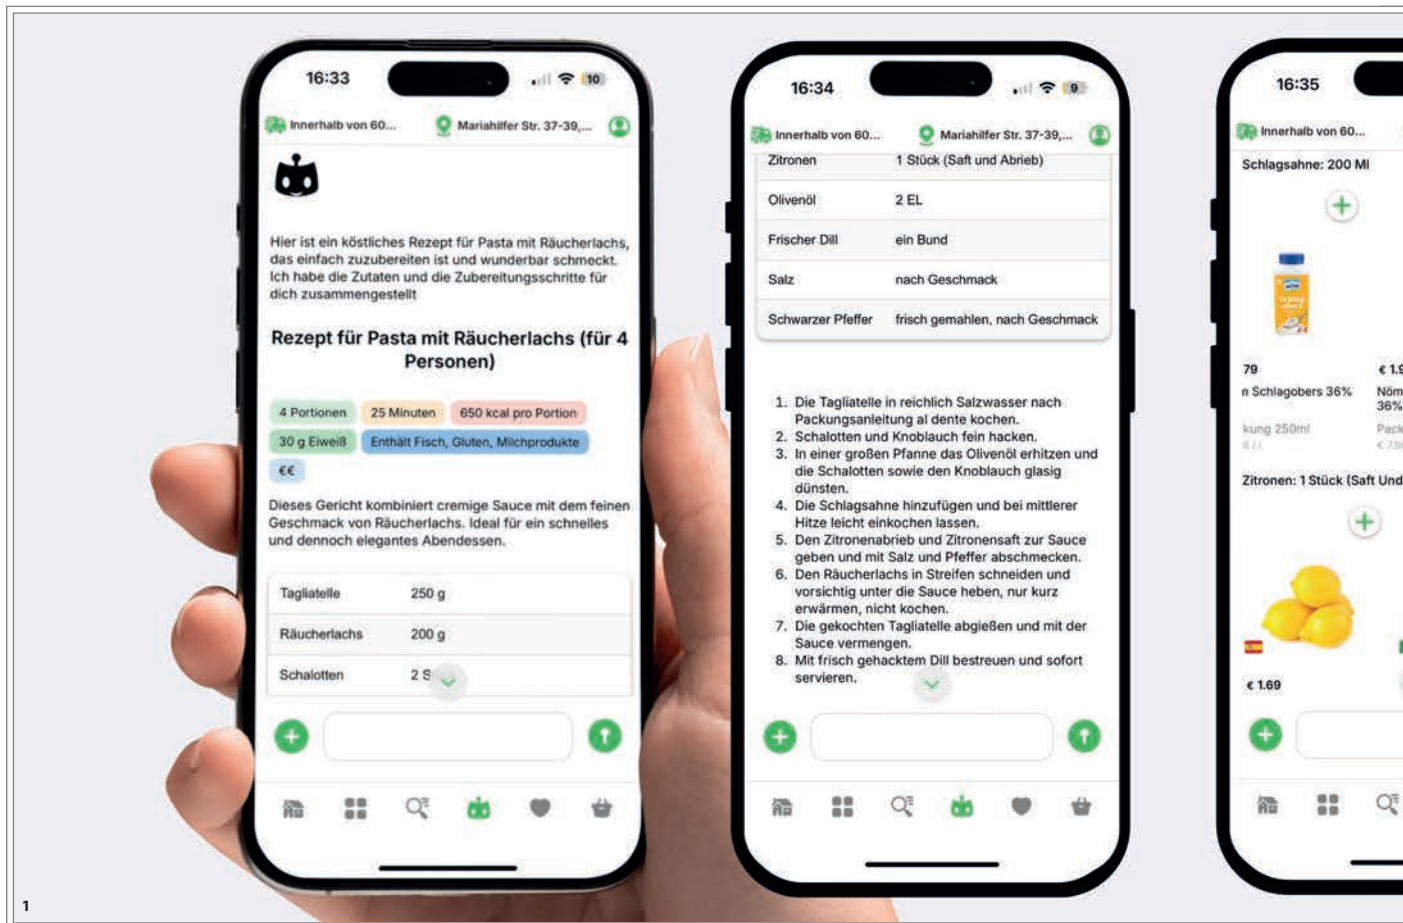 16:33
10
Innerhalb von 60...
Mariahilfer Str. 37-39,...
Hier ist ein köstliches Rezept für Pasta mit Räucherlachs,
das einfach zuzubereiten ist und wunderbar schmeckt.
Ich habe die Zutaten und die Zubereitungsschritte für
dich zusammengestellt
Rezept für Pasta mit Räucherlachs (für 4
Personen)
4 Portionen
25 Minuten
650 kcal pro Portion
30 g Eiweiß
Enthält Fisch, Gluten, Milchprodukte
€€
Dieses Gericht kombiniert cremige Sauce mit dem feinen
Geschmack von Räucherlachs. Ideal für ein schnelles
und dennoch elegantes Abendessen.
Tagliatelle 250 g
Räucherlachs 200 g
Schalotten 2 S
16:34
9
Innerhalb von 60...
Mariahilfer Str. 37-39,...
Zitronen 1 Stück (Saft und Abrieb)
Olivenöl 2 EL
Frischer Dill ein Bund
Salz nach Geschmack
Schwarzer Pfeffer frisch gemahlen, nach Geschmack
1. Die Tagliatelle in reichlich Salzwasser nach
Packungsanleitung al dente kochen.
2. Schalotten und Knoblauch fein hacken.
3. In einer großen Pfanne das Olivenöl erhitzen und
die Schalotten sowie den Knoblauch glasig
dünsten.
4. Die Schlagsahne hinzufügen und bei mittlerer
Hitze leicht einkochen lassen.
5. Den Zitronenabrieb und Zitronensaft zur Sauce
geben und mit Salz und Pfeffer abschmecken.
6. Den Räucherlachs in Streifen schneiden und
vorsichtig unter die Sauce heben, nur kurz
erwärmen, nicht kochen.
7. Die gekochten Tagliatelle abgießen und mit der
Sauce vermengen.
8. Mit frisch gehacktem Dill bestreuen und sofort
servieren.
16:35
Innerhalb von 60...
Schlagsahne: 200 Ml
79
€ 1.9
n Schlagobers 36%
Nöm
36%
kung 250ml
Pack
Zitronen: 1 Stück (Saft Und
€ 1.69
1